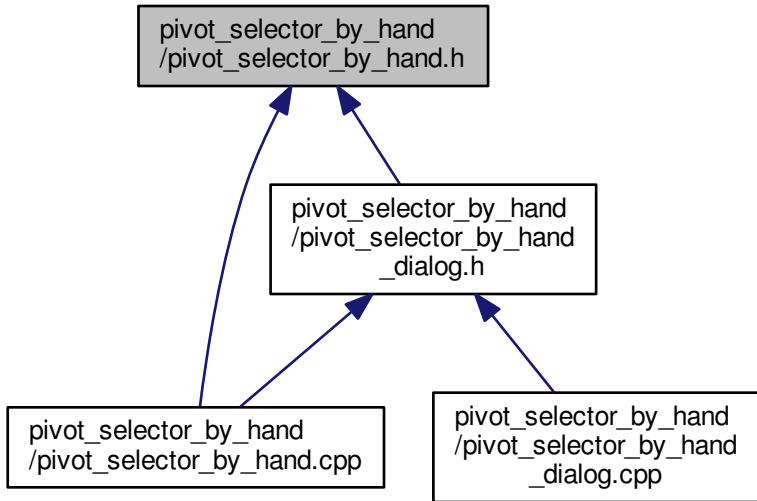 pivot_selector_by_hand
/pivot_selector_by_hand.h
pivot_selector_by_hand
/pivot_selector_by_hand
_dialog.h
pivot_selector_by_hand
/pivot_selector_by_hand.cpp
pivot_selector_by_hand
/pivot_selector_by_hand
_dialog.cpp